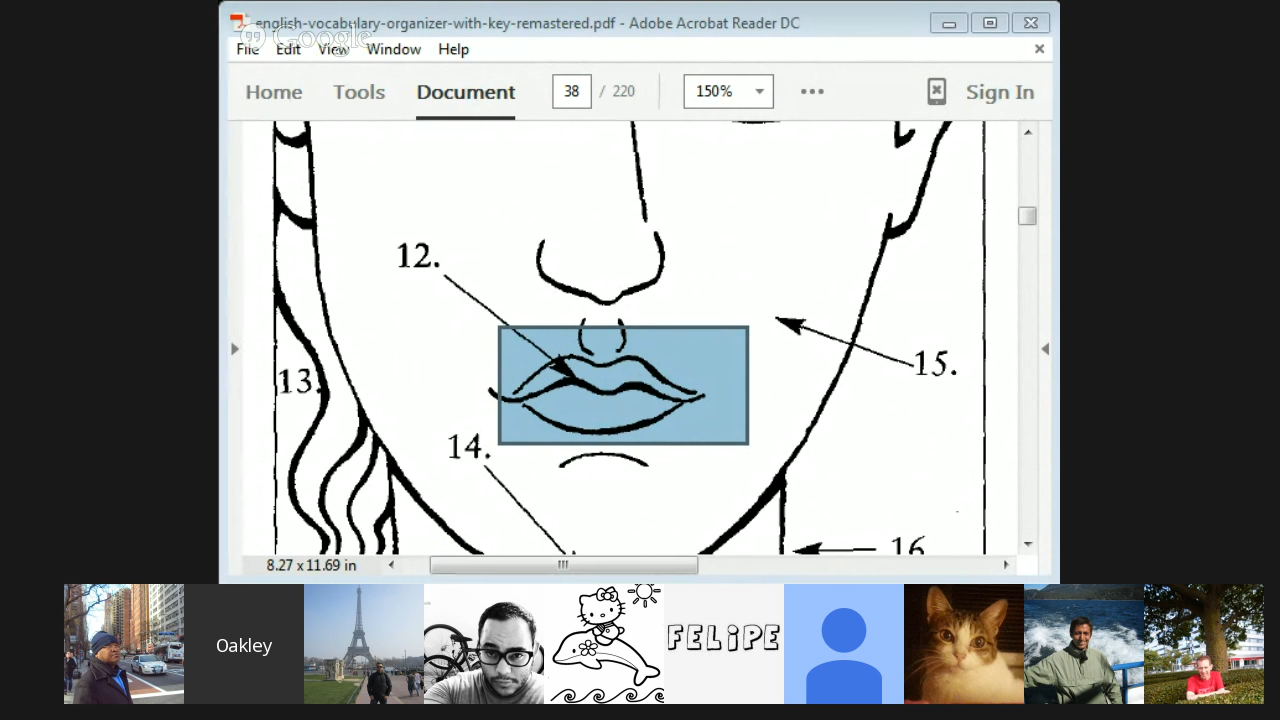 english-vocabulary-organizer-with-key-remastered.pdf - Adobe Acrobat Reader DC
Google
File Edit View Window Help
Home Tools Document 38 / 220 150% Sign In
12.
15.
13.
14.
16
8.27 x 11.69 in
Oakley
FELIPE